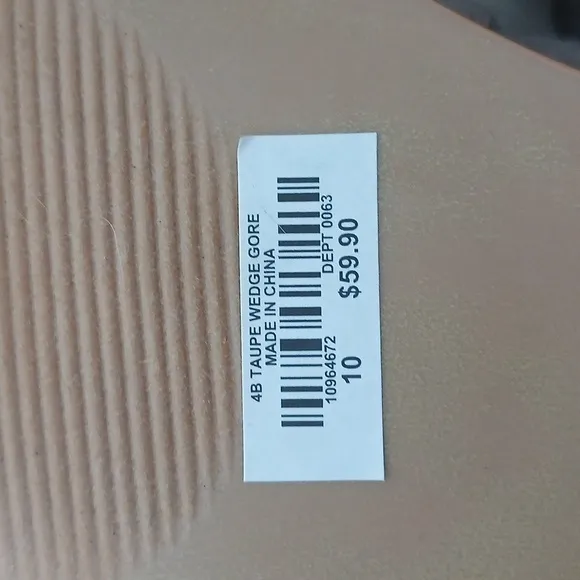 4B TAUPE WEDGE GORE
MADE IN CHINA
10964672 DEPT 0063
10 $59.90